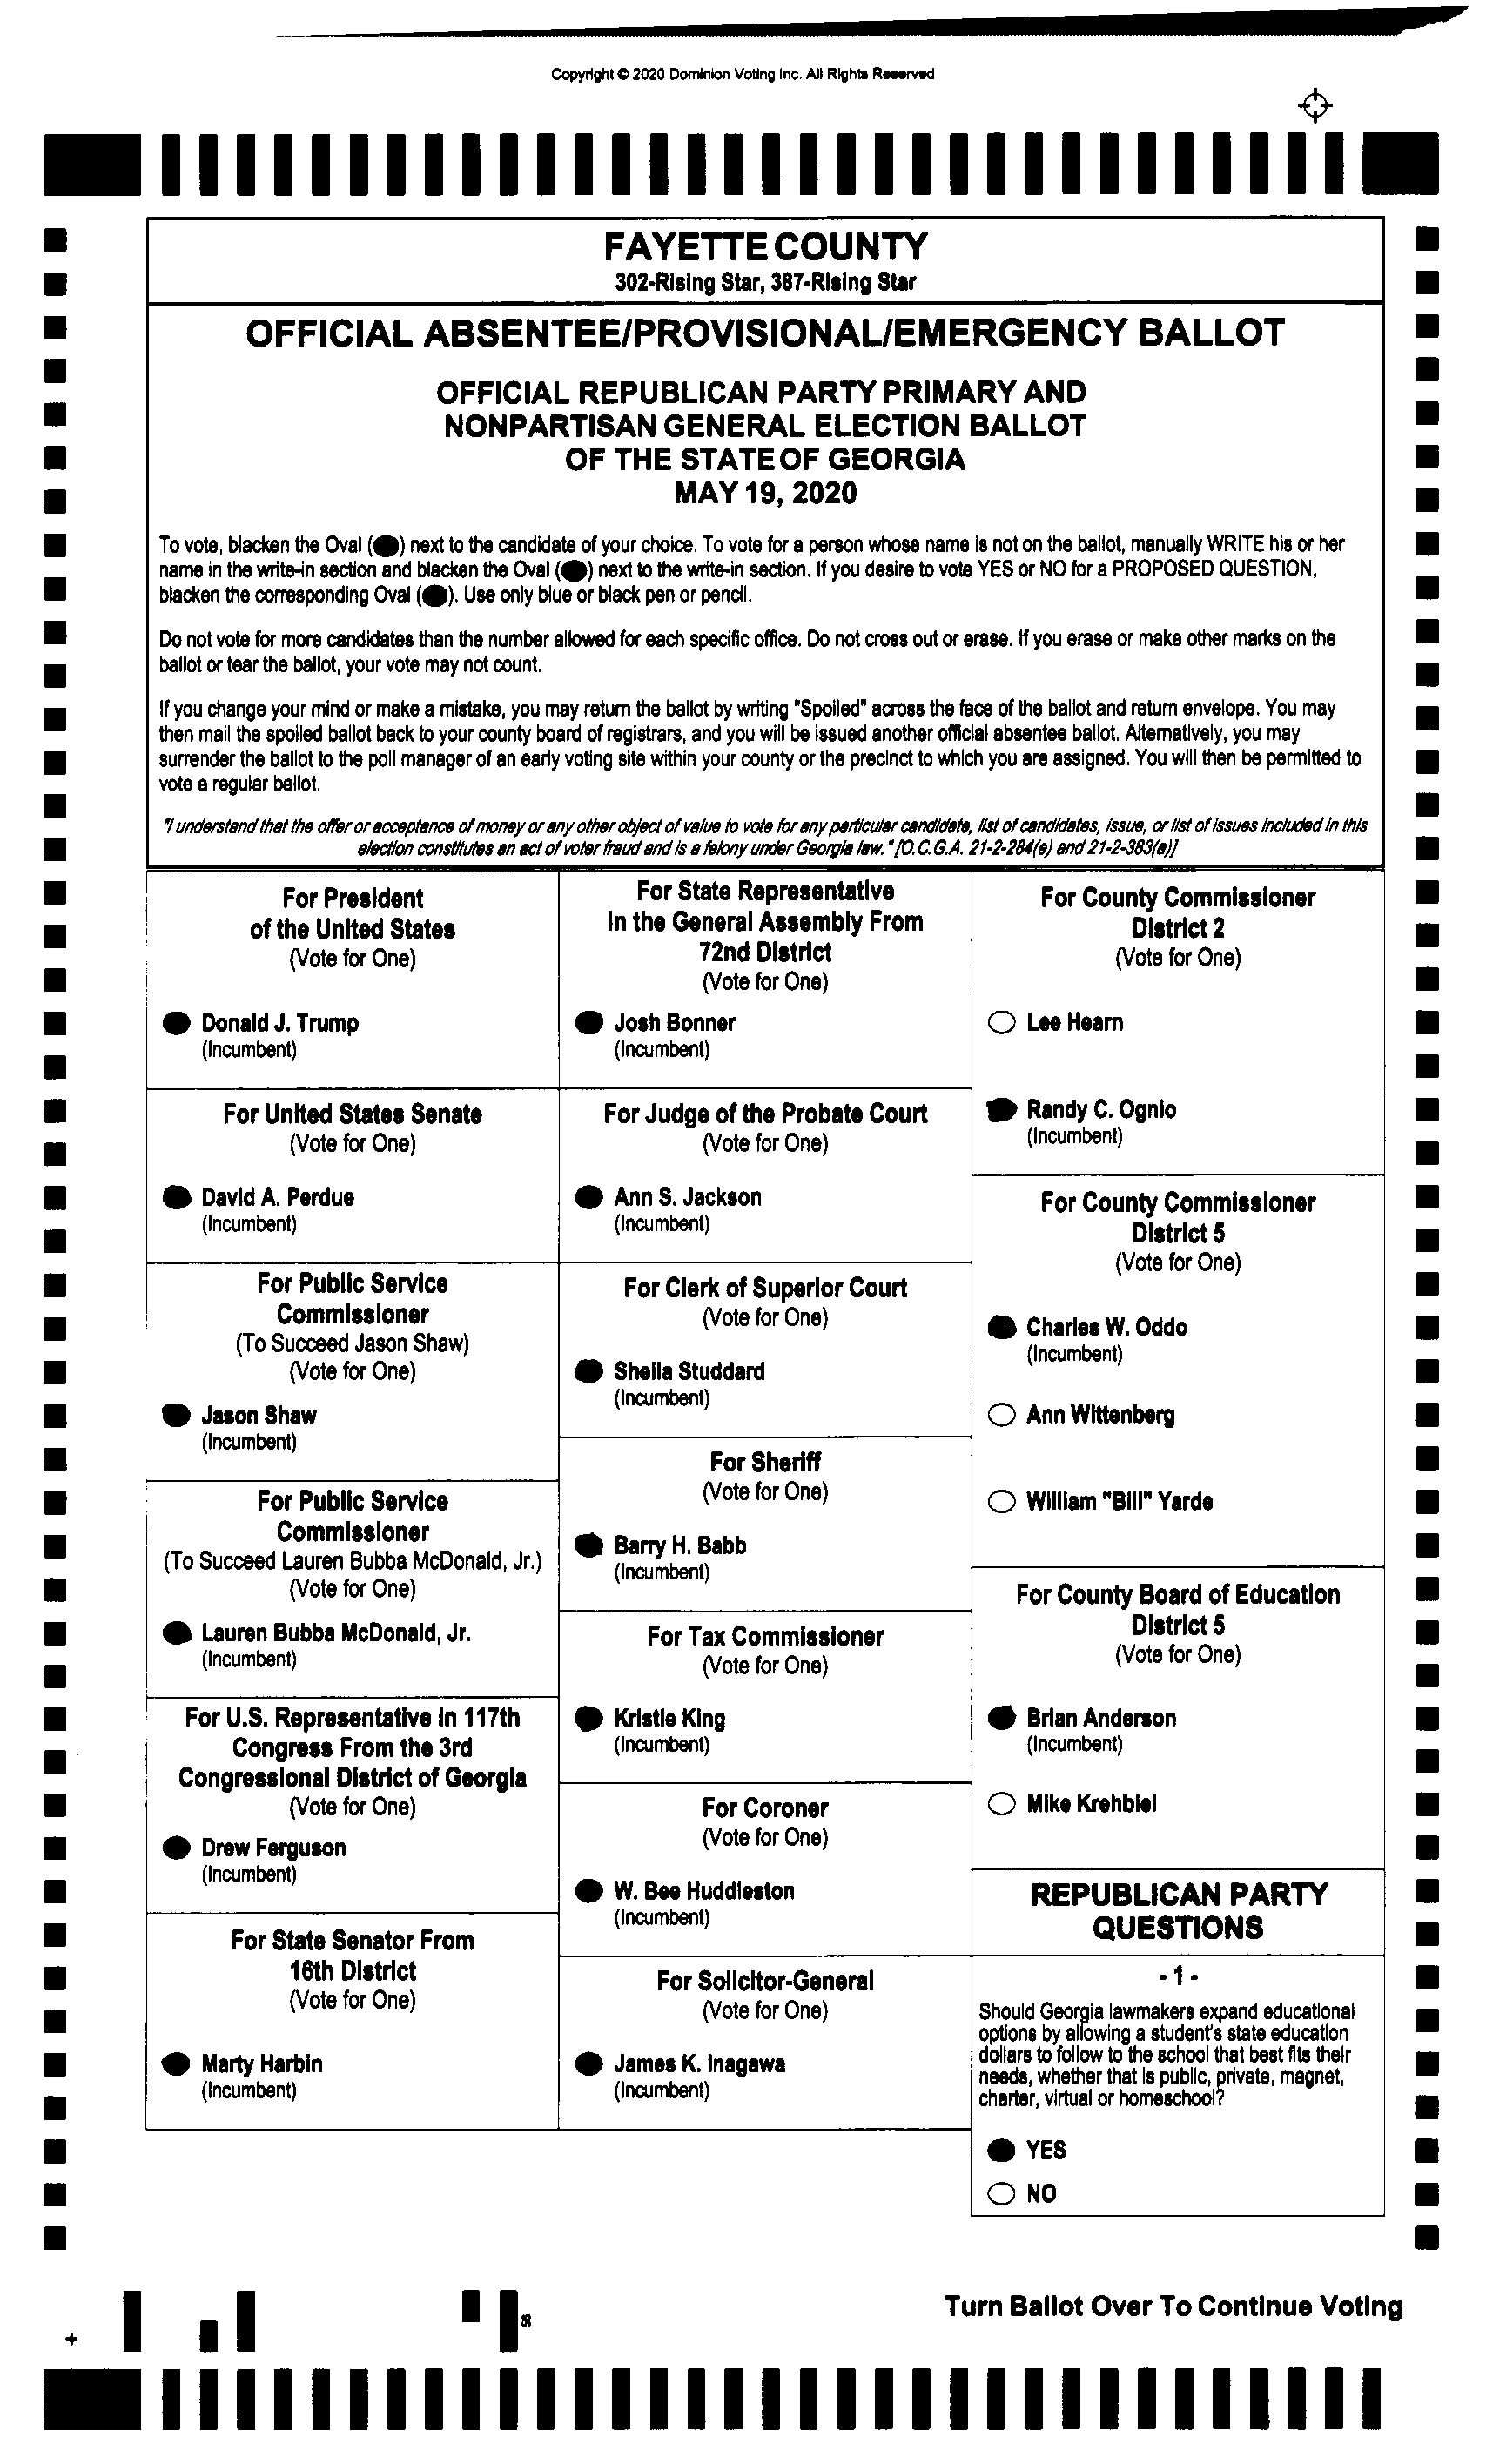 Copyright © 2020 Dominion Voting Inc. All Rights Reserved
FAYETTE COUNTY
302-Rising Star, 387-Rising Star
OFFICIAL ABSENTEE/PROVISIONAL/EMERGENCY BALLOT
OFFICIAL REPUBLICAN PARTY PRIMARY AND
NONPARTISAN GENERAL ELECTION BALLOT
OF THE STATE OF GEORGIA
MAY 19, 2020
To vote, blacken the Oval (●) next to the candidate of your choice. To vote for a person whose name is not on the ballot, manually WRITE his or her
name in the write-in section and blacken the Oval (●) next to the write-in section. If you desire to vote YES or NO for a PROPOSED QUESTION,
blacken the corresponding Oval (●). Use only blue or black pen or pencil.
Do not vote for more candidates than the number allowed for each specific office. Do not cross out or erase. If you erase or make other marks on the
ballot or tear the ballot, your vote may not count.
If you change your mind or make a mistake, you may return the ballot by writing "Spoiled" across the face of the ballot and return envelope. You may
then mail the spoiled ballot back to your county board of registrars, and you will be issued another official absentee ballot. Alternatively, you may
surrender the ballot to the poll manager of an early voting site within your county or the precinct to which you are assigned. You will then be permitted to
vote a regular ballot.
"I understand that the offer or acceptance of money or any other object of value to vote for any particular candidate, list of candidates, issue, or list of issues included in this
election constitutes an act of voter fraud and is a felony under Georgia law." [O.C.G.A. 21-2-284(e) and 21-2-383(a)]
For President
of the United States
(Vote for One)
Donald J. Trump
(Incumbent)
For United States Senate
(Vote for One)
David A. Perdue
(Incumbent)
For Public Service
Commissioner
(To Succeed Jason Shaw)
(Vote for One)
Jason Shaw
(Incumbent)
For Public Service
Commissioner
(To Succeed Lauren Bubba McDonald, Jr.)
(Vote for One)
Lauren Bubba McDonald, Jr.
(Incumbent)
For U.S. Representative in 117th
Congress From the 3rd
Congressional District of Georgia
(Vote for One)
Drew Ferguson
(Incumbent)
For State Senator From
16th District
(Vote for One)
Marty Harbin
(Incumbent)
For State Representative
In the General Assembly From
72nd District
(Vote for One)
Josh Bonner
(Incumbent)
For Judge of the Probate Court
(Vote for One)
Ann S. Jackson
(Incumbent)
For Clerk of Superior Court
(Vote for One)
Sheila Studdard
(Incumbent)
For Sheriff
(Vote for One)
Barry H. Babb
(Incumbent)
For Tax Commissioner
(Vote for One)
Kristie King
(Incumbent)
For Coroner
(Vote for One)
W. Bee Huddleston
(Incumbent)
For Solicitor-General
(Vote for One)
James K. Inagawa
(Incumbent)
For County Commissioner
District 2
(Vote for One)
Lee Hearn
Randy C. Ognio
(Incumbent)
For County Commissioner
District 5
(Vote for One)
Charles W. Oddo
(Incumbent)
Ann Wittenberg
William "Bill" Yarde
For County Board of Education
District 5
(Vote for One)
Brian Anderson
(Incumbent)
Mike Krehbiel
REPUBLICAN PARTY
QUESTIONS
- 1 -
Should Georgia lawmakers expand educational
options by allowing a student's state education
dollars to follow to the school that best fits their
needs, whether that is public, private, magnet,
charter, virtual or homeschool?
YES
NO
Turn Ballot Over To Continue Voting